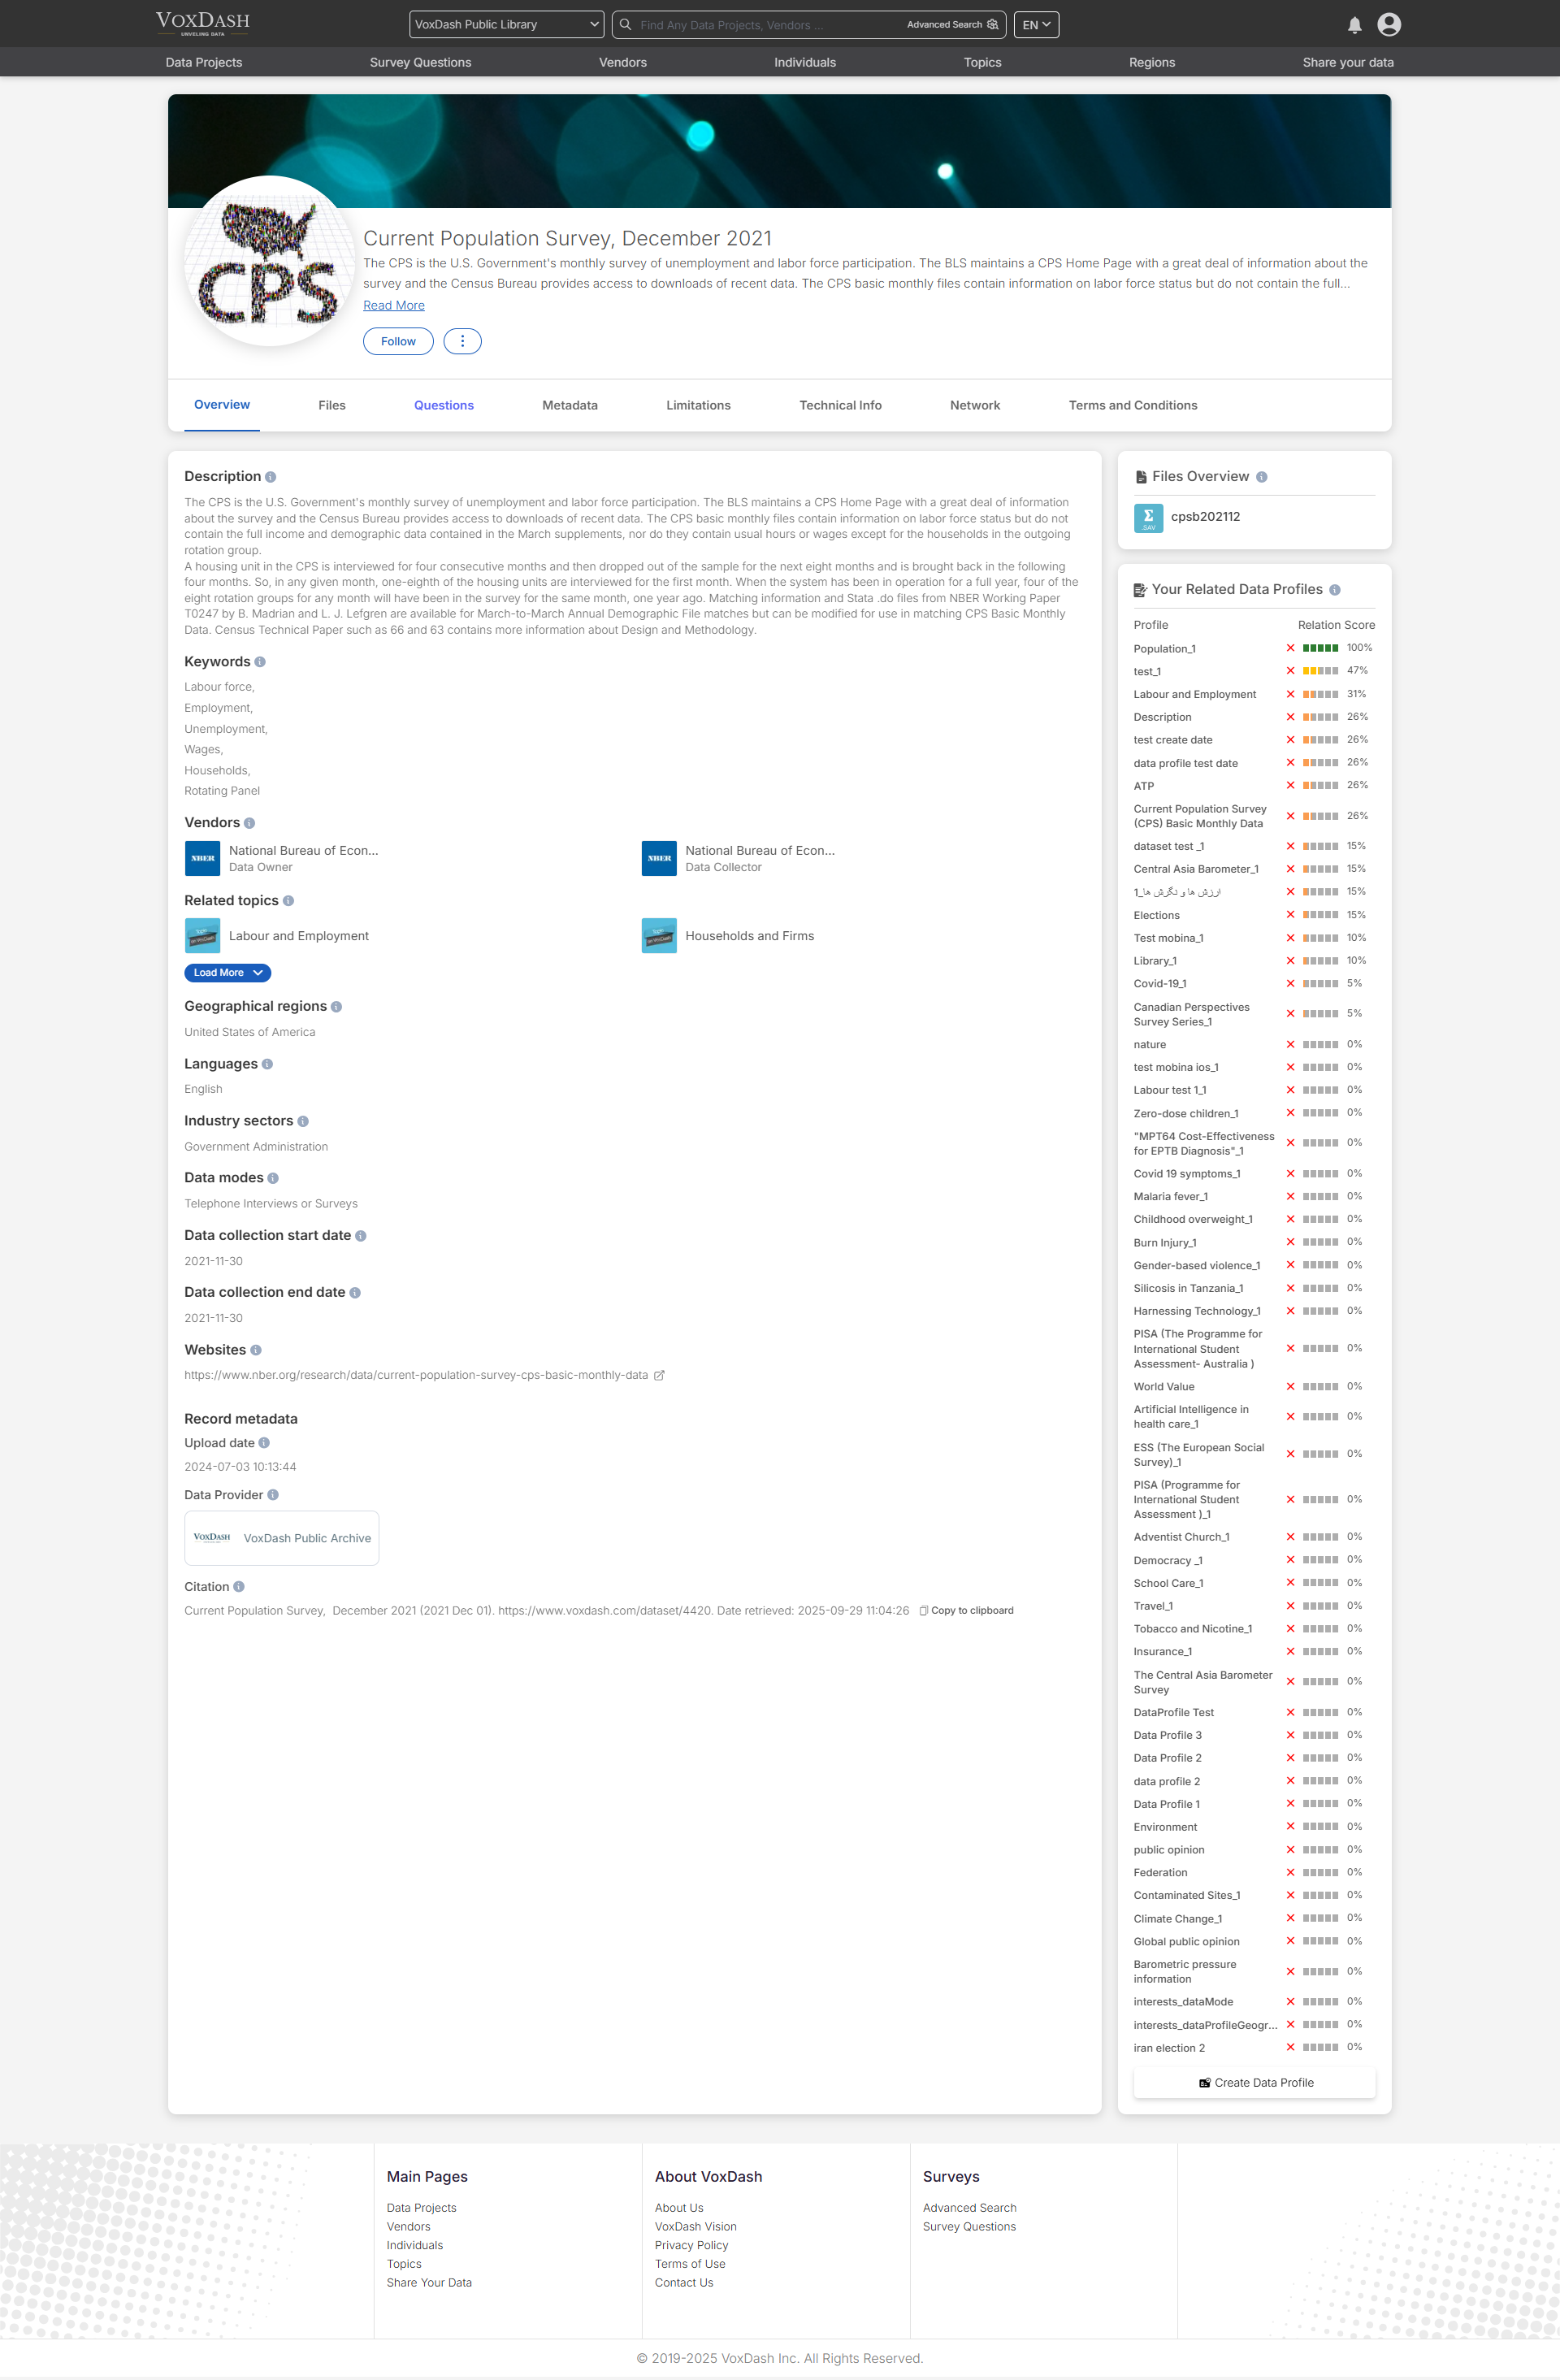 VOXDASH
UNVEILING DATA
VoxDash Public Library
Find Any Data Projects, Vendors ...
Advanced Search
EN
Data Projects
Survey Questions
Vendors
Individuals
Topics
Regions
Share your data
CPS
Current Population Survey, December 2021
The CPS is the U.S. Government's monthly survey of unemployment and labor force participation. The BLS maintains a CPS Home Page with a great deal of information about the
survey and the Census Bureau provides access to downloads of recent data. The CPS basic monthly files contain information on labor force status but do not contain the full...
Read More
Follow
Overview
Files
Questions
Metadata
Limitations
Technical Info
Network
Terms and Conditions
Description
The CPS is the U.S. Government's monthly survey of unemployment and labor force participation. The BLS maintains a CPS Home Page with a great deal of information
about the survey and the Census Bureau provides access to downloads of recent data. The CPS basic monthly files contain information on labor force status but do not
contain the full income and demographic data contained in the March supplements, nor do they contain usual hours or wages except for the households in the outgoing
rotation group.
A housing unit in the CPS is interviewed for four consecutive months and then dropped out of the sample for the next eight months and is brought back in the following
four months. So, in any given month, one-eighth of the housing units are interviewed for the first month. When the system has been in operation for a full year, four of the
eight rotation groups for any month will have been in the survey for the same month, one year ago. Matching information and Stata .do files from NBER Working Paper
T0247 by B. Madrian and L. J. Lefgren are available for March-to-March Annual Demographic File matches but can be modified for use in matching CPS Basic Monthly
Data. Census Technical Paper such as 66 and 63 contains more information about Design and Methodology.
Keywords
Labour force,
Employment,
Unemployment,
Wages,
Households,
Rotating Panel
Vendors
NBER
National Bureau of Econ...
Data Owner
NBER
National Bureau of Econ...
Data Collector
Related topics
Labour and Employment
Households and Firms
Load More
Geographical regions
United States of America
Languages
English
Industry sectors
Government Administration
Data modes
Telephone Interviews or Surveys
Data collection start date
2021-11-30
Data collection end date
2021-11-30
Websites
https://www.nber.org/research/data/current-population-survey-cps-basic-monthly-data
Record metadata
Upload date
2024-07-03 10:13:44
Data Provider
VOXDASH
VoxDash Public Archive
Citation
Current Population Survey, December 2021 (2021 Dec 01). https://www.voxdash.com/dataset/4420. Date retrieved: 2025-09-29 11:04:26
Copy to clipboard
Files Overview
Σ
.SAV
cpsb202112
Your Related Data Profiles
Profile Relation Score
Population_1 100%
test_1 47%
Labour and Employment 31%
Description 26%
test create date 26%
data profile test date 26%
ATP 26%
Current Population Survey
(CPS) Basic Monthly Data 26%
dataset test _1 15%
Central Asia Barometer_1 15%
ارزش ها و نگرش ها_1 15%
Elections 15%
Test mobina_1 10%
Library_1 10%
Covid-19_1 5%
Canadian Perspectives
Survey Series_1 5%
nature 0%
test mobina ios_1 0%
Labour test 1_1 0%
Zero-dose children_1 0%
"MPT64 Cost-Effectiveness
for EPTB Diagnosis"_1 0%
Covid 19 symptoms_1 0%
Malaria fever_1 0%
Childhood overweight_1 0%
Burn Injury_1 0%
Gender-based violence_1 0%
Silicosis in Tanzania_1 0%
Harnessing Technology_1 0%
PISA (The Programme for
International Student 0%
Assessment- Australia )
World Value 0%
Artificial Intelligence in
health care_1 0%
ESS (The European Social
Survey)_1 0%
PISA (Programme for
International Student 0%
Assessment )_1
Adventist Church_1 0%
Democracy _1 0%
School Care_1 0%
Travel_1 0%
Tobacco and Nicotine_1 0%
Insurance_1 0%
The Central Asia Barometer
Survey 0%
DataProfile Test 0%
Data Profile 3 0%
Data Profile 2 0%
data profile 2 0%
Data Profile 1 0%
Environment 0%
public opinion 0%
Federation 0%
Contaminated Sites_1 0%
Climate Change_1 0%
Global public opinion 0%
Barometric pressure
information 0%
interests_dataMode 0%
interests_dataProfileGeogr... 0%
iran election 2 0%
Create Data Profile
Main Pages
Data Projects
Vendors
Individuals
Topics
Share Your Data
About VoxDash
About Us
VoxDash Vision
Privacy Policy
Terms of Use
Contact Us
Surveys
Advanced Search
Survey Questions
© 2019-2025 VoxDash Inc. All Rights Reserved.